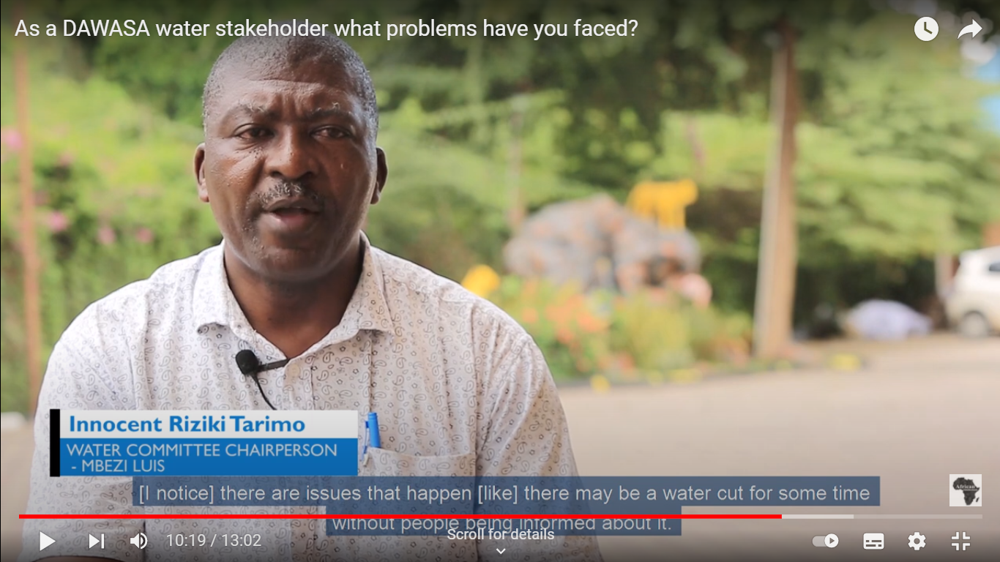 As a DAWASA water stakeholder what problems have you faced?
Innocent Riziki Tarimo
WATER COMMITTEE CHAIRPERSON
- MBEZI LUIS
[I notice] there are issues that happen [like] there may be a water cut for some time
without people being informed about it.
African
Scroll for details
10:19 / 13:02